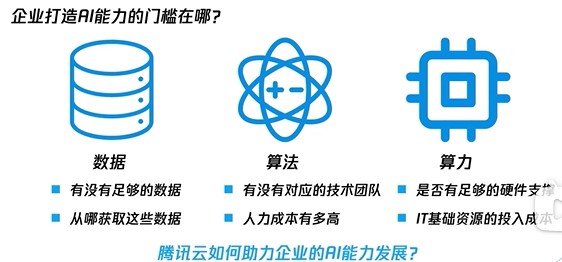 企业打造AI能力的门槛在哪?
数据 算法 算力
有没有足够的数据 有没有对应的技术团队 是否有足够的硬件支撑
从哪获取这些数据 人力成本有多高 IT基础资源的投入成本
腾讯云如何助力企业的AI能力发展?